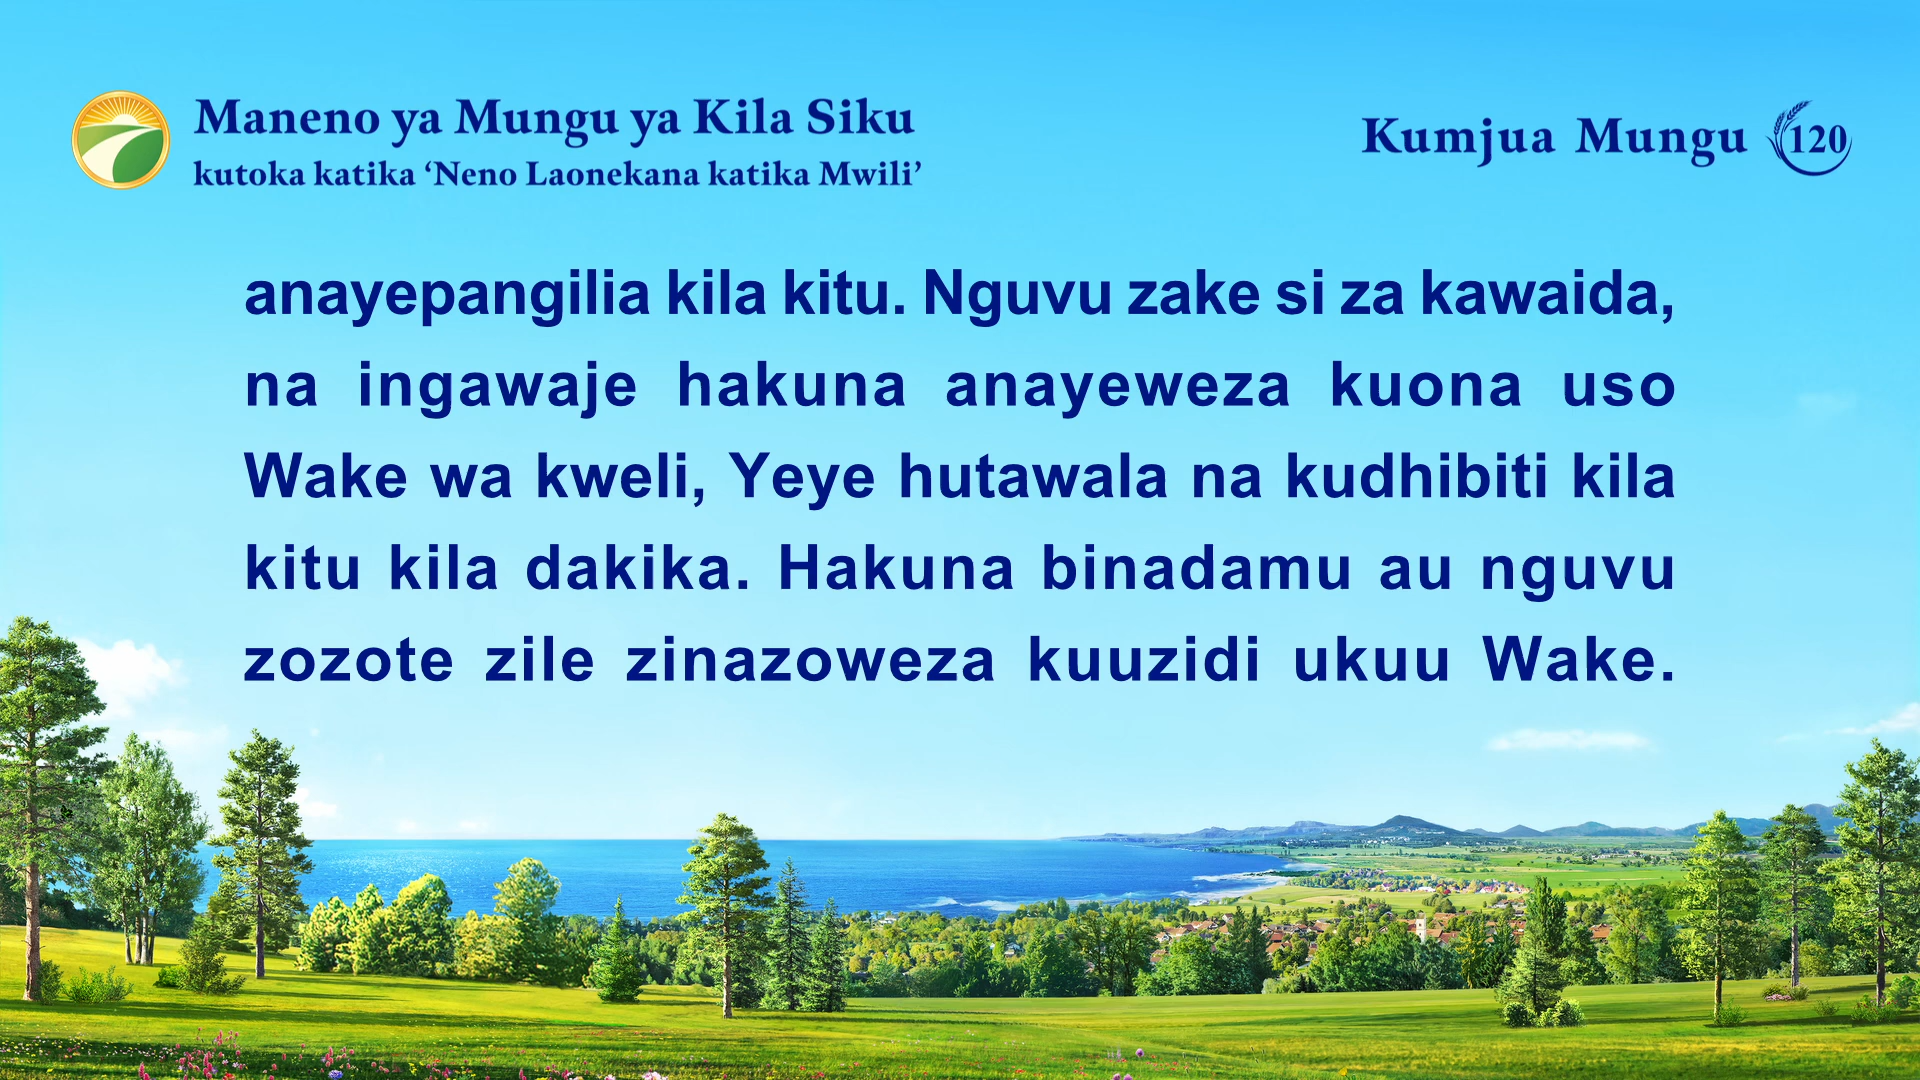 Maneno ya Mungu ya Kila Siku
kutoka katika ‘Neno Laonekana katika Mwili’
Kumjua Mungu 120
anayepangilia kila kitu. Nguvu zake si za kawaida,
na ingawaje hakuna anayeweza kuona uso
Wake wa kweli, Yeye hutawala na kudhibiti kila
kitu kila dakika. Hakuna binadamu au nguvu
zozote zile zinazoweza kuuzidi ukuu Wake.